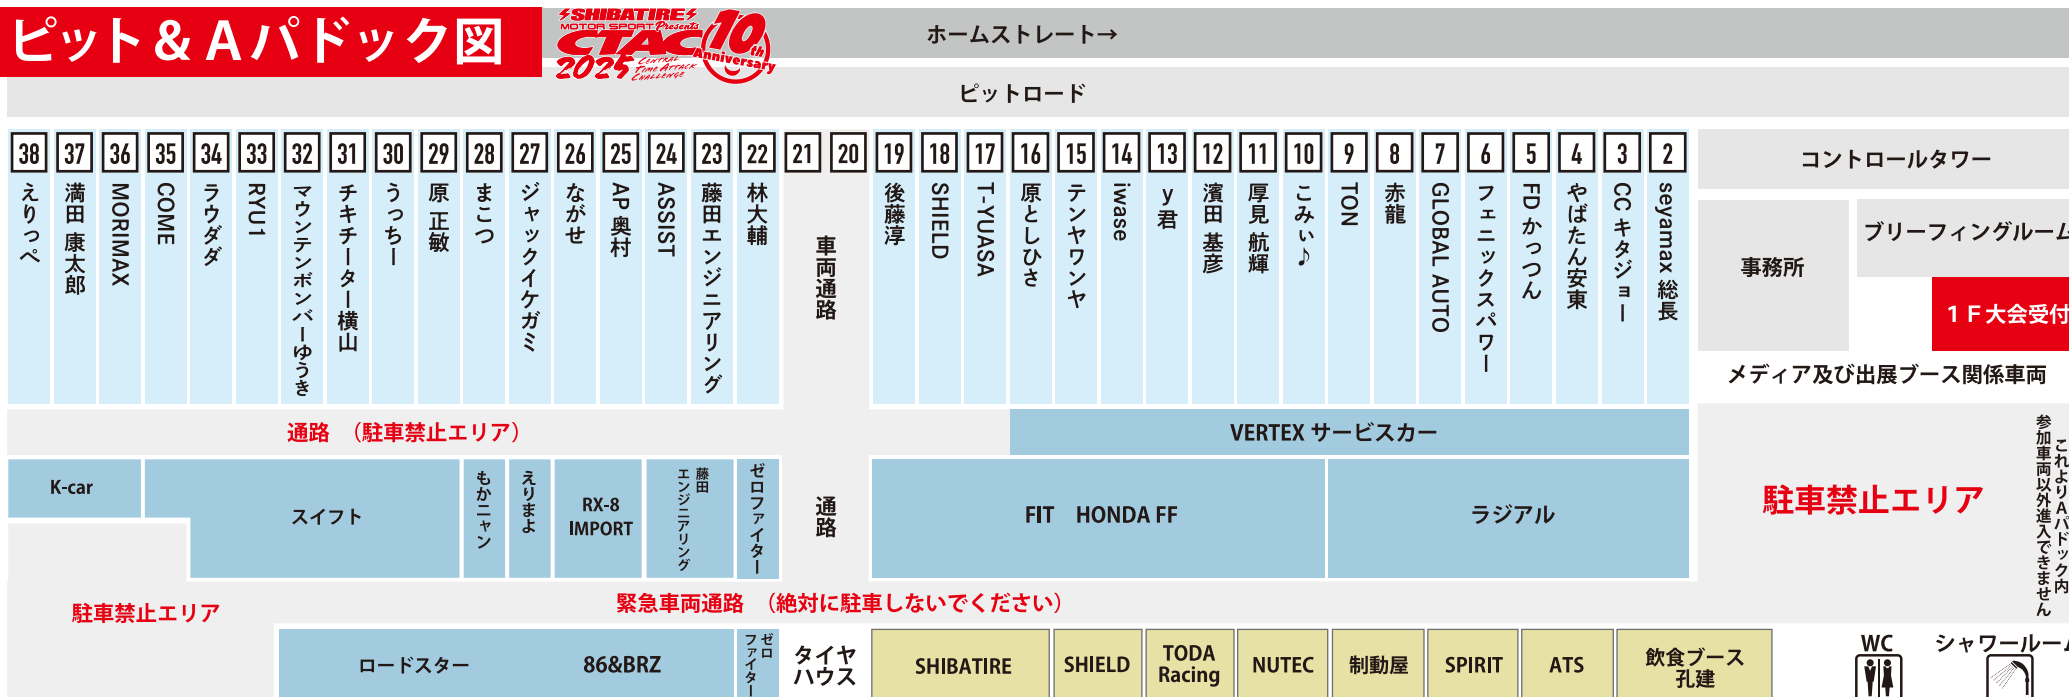 ピット&Aパドック図
SHIBATIRE
MOTOR SPORT Presents
CTAC
2025
CENTRAL
TIME ATTACK
CHALLENGE
10th
Anniversary
ホームストレート→
ピットロード
38 えりっぺ
37 満田 康太郎
36 MORIMAX
35 COME
34 ラウダダ
33 RYU1
32 マウンテンボンバーゆうき
31 チキチーター横山
30 うっちー
29 原 正敏
28 まこつ
27 ジャックイケガミ
26 ながせ
25 AP 奥村
24 ASSIST
23 藤田エンジニアリング
22 林大輔
21 20 車両通路
19 後藤淳
18 SHIELD
17 T-YUASA
16 原としひさ
15 テンヤワンヤ
14 iwase
13 y君
12 濱田 基彦
11 厚見 航輝
10 こみぃ♪
9 TON
8 赤龍
7 GLOBAL AUTO
6 フェニックスパワー
5 FD かっつん
4 やばたん安東
3 CC キタジョー
2 seyamax 総長
コントロールタワー
事務所
ブリーフィングルーム
1F大会受付
メディア及び出展ブース関係車両
通路 (駐車禁止エリア)
VERTEX サービスカー
K-car
スイフト
もかニャン
えりまよ
RX-8
IMPORT
藤田
エンジニアリング
ゼロファイター
通路
FIT HONDA FF
ラジアル
駐車禁止エリア
これよりAパドック内
参加車両以外進入できません
駐車禁止エリア
緊急車両通路 (絶対に駐車しないでください)
ロードスター
86&BRZ
ゼロ
ファイター
タイヤ
ハウス
SHIBATIRE
SHIELD
TODA
Racing
NUTEC
制動屋
SPIRIT
ATS
飲食ブース
孔建
WC
シャワールーム